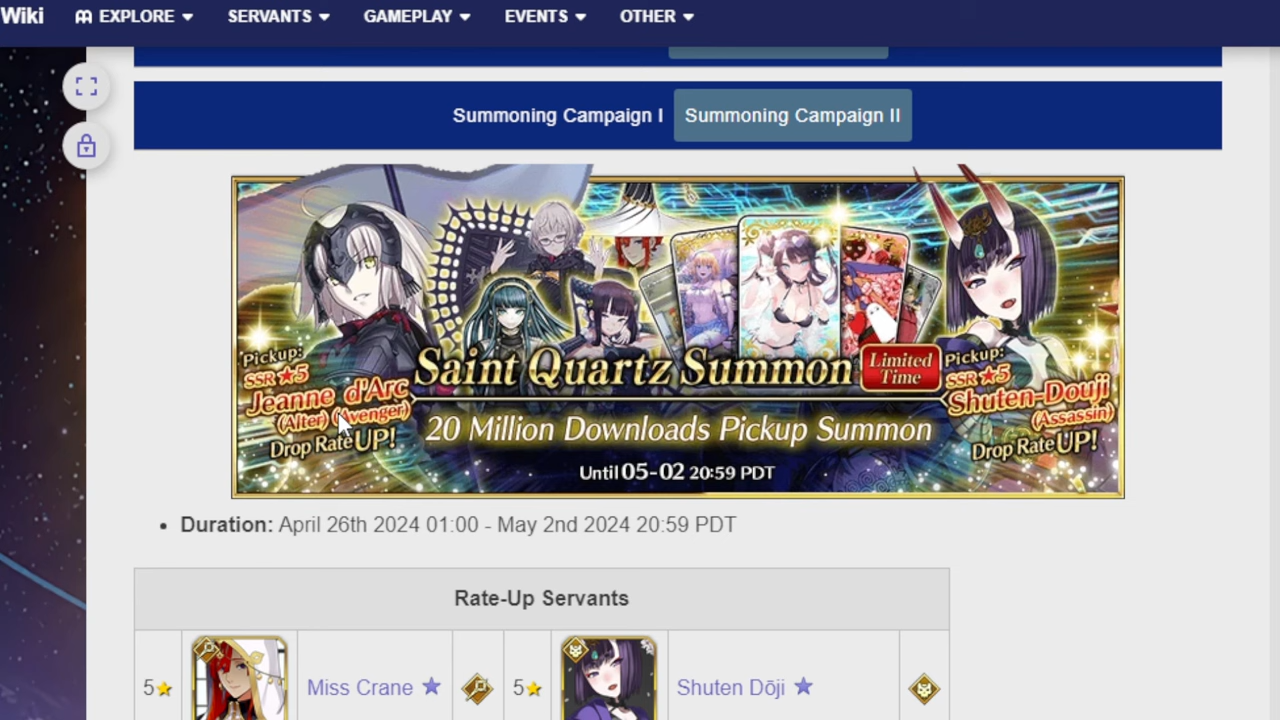 Wiki EXPLORE SERVANTS GAMEPLAY EVENTS OTHER
Summoning Campaign I Summoning Campaign II
Pickup:
SSR ★5
Jeanne d'Arc
(Alter) (Avenger)
Drop Rate UP!
Saint Quartz Summon
Limited
Time
20 Million Downloads Pickup Summon
Until 05-02 20:59 PDT
Pickup:
SSR ★5
Shuten-Douji
(Assassin)
Drop Rate UP!
• Duration: April 26th 2024 01:00 - May 2nd 2024 20:59 PDT
Rate-Up Servants
5★ Miss Crane ★ 5★ Shuten Dōji ★